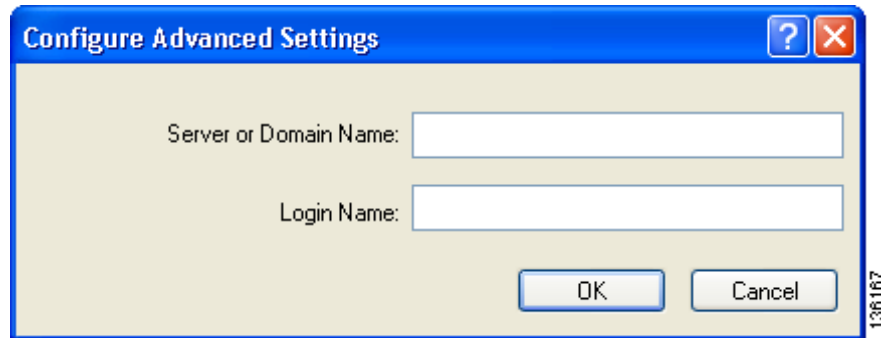 Configure Advanced Settings
?
Server or Domain Name:
Login Name:
OK
Cancel
136167